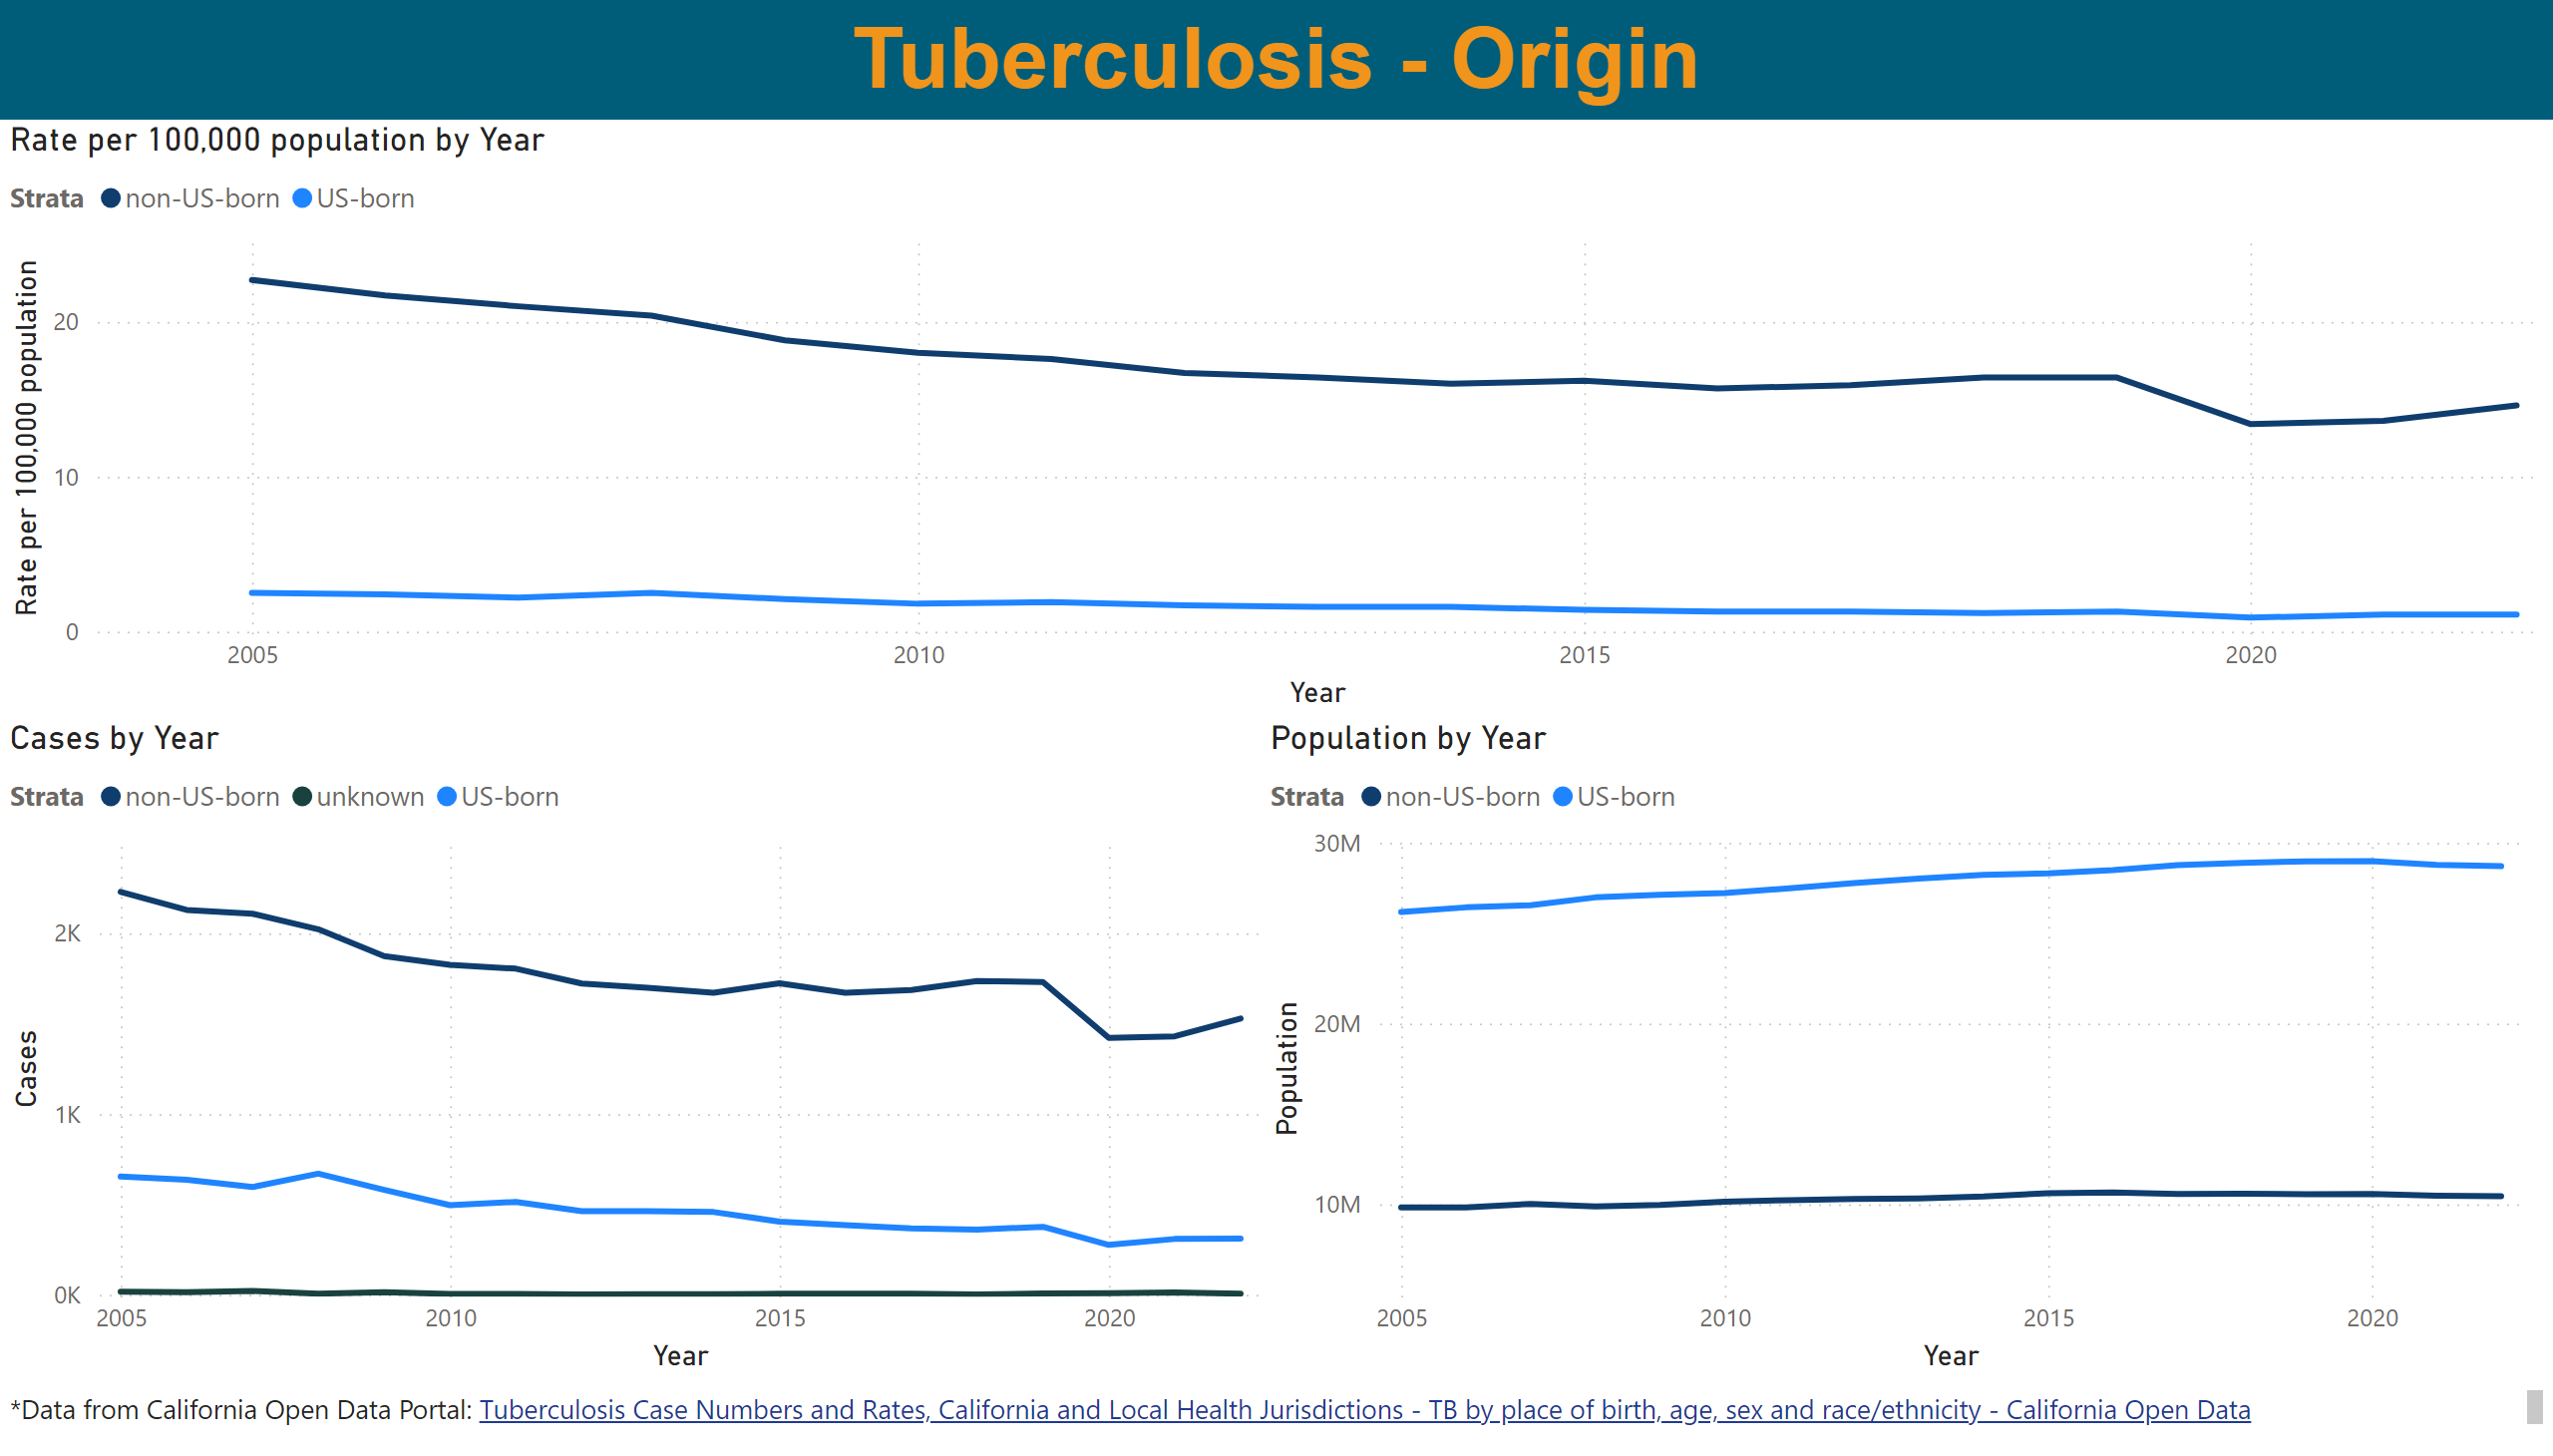 Tuberculosis - Origin
Rate per 100,000 population by Year
Strata non-US-born US-born
Rate per 100,000 population
20
10
0
2005 2010 2015 2020
Year
Cases by Year
Strata non-US-born unknown US-born
Cases
2K
1K
0K
2005 2010 2015 2020
Year
Population by Year
Strata non-US-born US-born
Population
30M
20M
10M
2005 2010 2015 2020
Year
*Data from California Open Data Portal: Tuberculosis Case Numbers and Rates, California and Local Health Jurisdictions - TB by place of birth, age, sex and race/ethnicity - California Open Data